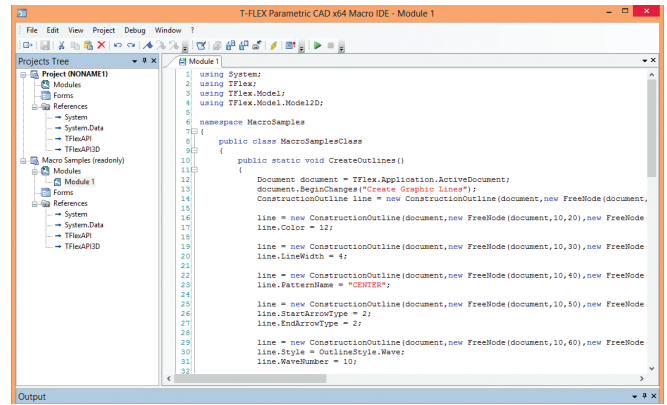 T-FLEX Parametric CAD x64 Macro IDE - Module 1
File Edit View Project Debug Window ?
Projects Tree
Project (NONAME1)
Modules
Forms
References
System
System.Data
TFlexAPI
TFlexAPI3D
Macro Samples (readonly)
Modules
Module 1
Forms
References
System
System.Data
TFlexAPI
TFlexAPI3D
Module 1
1 using System;
2 using TFlex;
3 using TFlex.Model;
4 using TFlex.Model.Model2D;
5
6 namespace MacroSamples
7 {
8 public class MacroSamplesClass
9 {
10 public static void CreateOutlines()
11 {
12 Document document = TFlex.Application.ActiveDocument;
13 document.BeginChanges("Create Graphic Lines");
14 ConstructionOutline line = new ConstructionOutline(document,new FreeNode(document,
15
16 line = new ConstructionOutline(document,new FreeNode(document,10,20),new FreeNode
17 line.Color = 12;
18
19 line = new ConstructionOutline(document,new FreeNode(document,10,30),new FreeNode
20 line.LineWidth = 4;
21
22 line = new ConstructionOutline(document,new FreeNode(document,10,40),new FreeNode
23 line.PatternName = "CENTER";
24
25 line = new ConstructionOutline(document,new FreeNode(document,10,50),new FreeNode
26 line.StartArrowType = 2;
27 line.EndArrowType = 2;
28
29 line = new ConstructionOutline(document,new FreeNode(document,10,60),new FreeNode
30 line.Style = OutlineStyle.Wave;
31 line.WaveNumber = 10;
32
Output